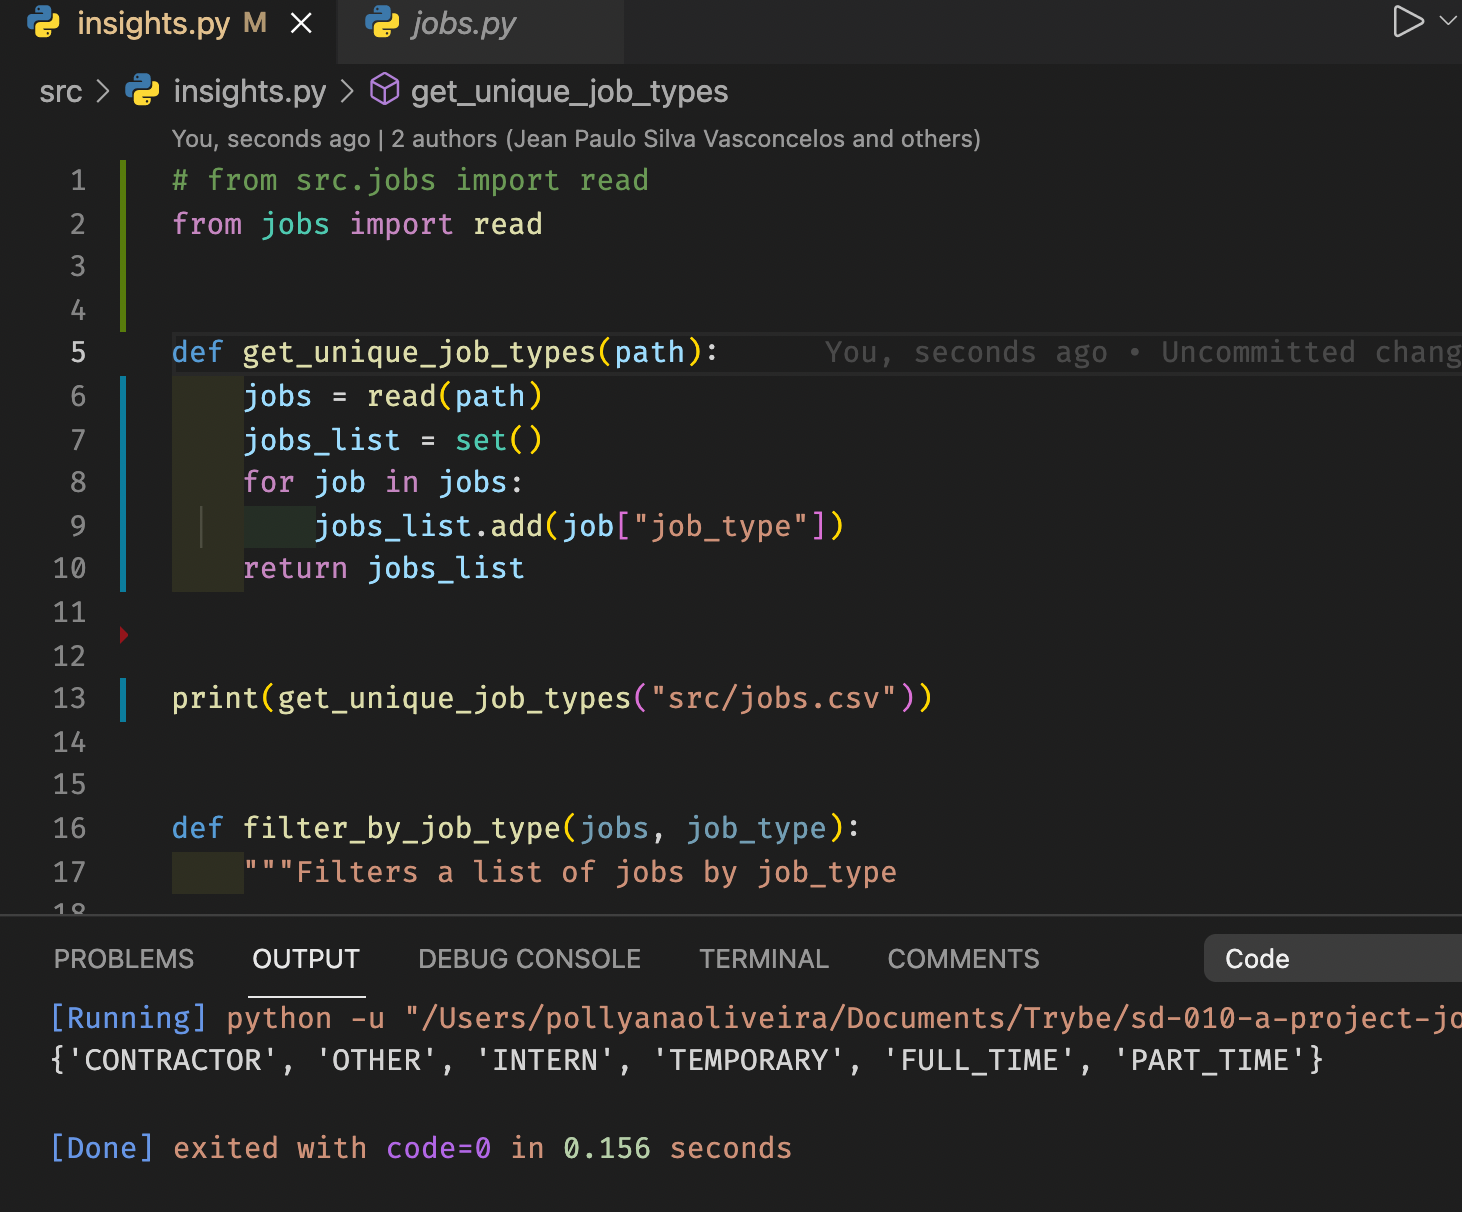 insights.py M
jobs.py
src > insights.py > get_unique_job_types
You, seconds ago | 2 authors (Jean Paulo Silva Vasconcelos and others)
1 # from src.jobs import read
2 from jobs import read
3
4
5 def get_unique_job_types(path): You, seconds ago • Uncommitted chang
6 jobs = read(path)
7 jobs_list = set()
8 for job in jobs:
9 jobs_list.add(job["job_type"])
10 return jobs_list
11
12
13 print(get_unique_job_types("src/jobs.csv"))
14
15
16 def filter_by_job_type(jobs, job_type):
17 """Filters a list of jobs by job_type
18
PROBLEMS OUTPUT DEBUG CONSOLE TERMINAL COMMENTS Code
[Running] python -u "/Users/pollyanaoliveira/Documents/Trybe/sd-010-a-project-jo
{'CONTRACTOR', 'OTHER', 'INTERN', 'TEMPORARY', 'FULL_TIME', 'PART_TIME'}
[Done] exited with code=0 in 0.156 seconds